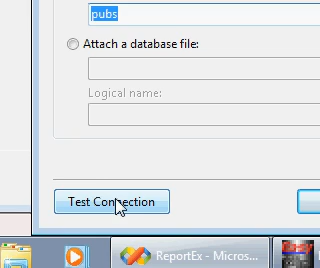 pubs
Attach a database file:
Logical name:
Test Connection
ReportEx - Micros...